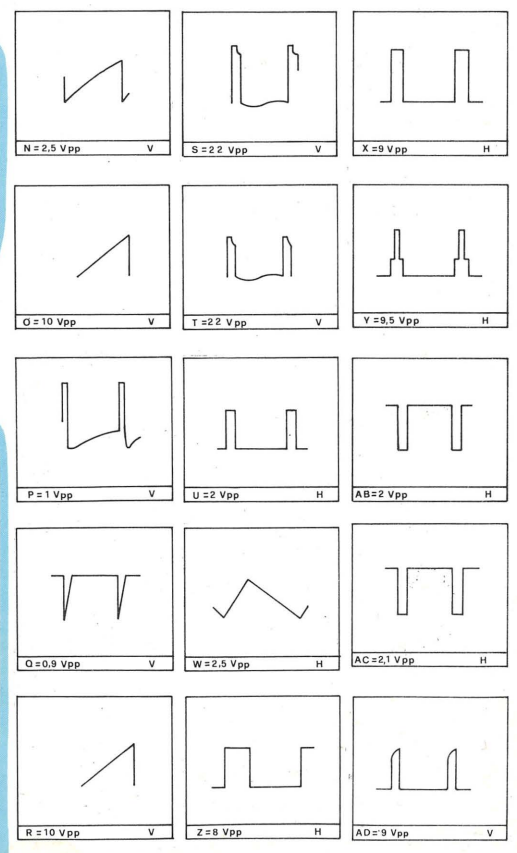 N = 2,5 Vpp V
S = 22 Vpp V
X = 9 Vpp H
O = 10 Vpp V
T = 22 Vpp V
Y = 9,5 Vpp H
P = 1 Vpp V
U = 2 Vpp H
AB = 2 Vpp H
Q = 0,9 Vpp V
W = 2,5 Vpp H
AC = 2,1 Vpp H
R = 10 Vpp V
Z = 8 Vpp H
AD = 9 Vpp V